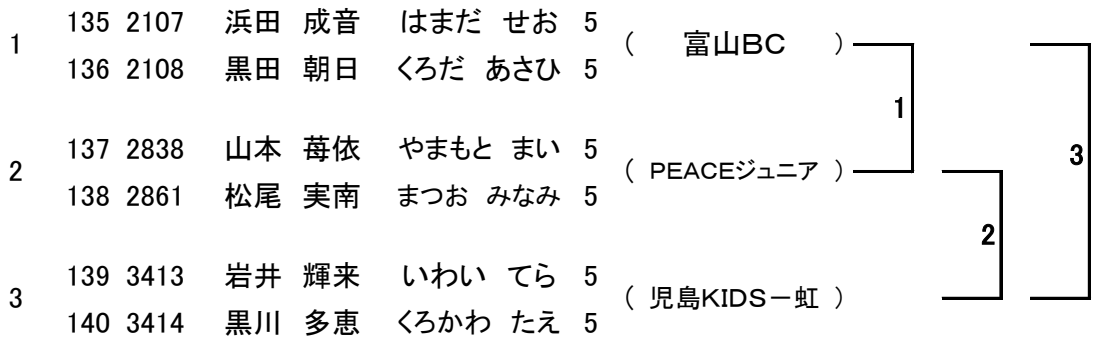 135 2107 浜田 成音 はまだ せお 5
1 ( 富山BC )
136 2108 黒田 朝日 くろだ あさひ 5
1
137 2838 山本 苺依 やまもと まい 5
2 ( PEACEジュニア ) 3
138 2861 松尾 実南 まつお みなみ 5
2
139 3413 岩井 輝来 いわい てら 5
3 ( 児島KIDS－虹 )
140 3414 黒川 多恵 くろかわ たえ 5